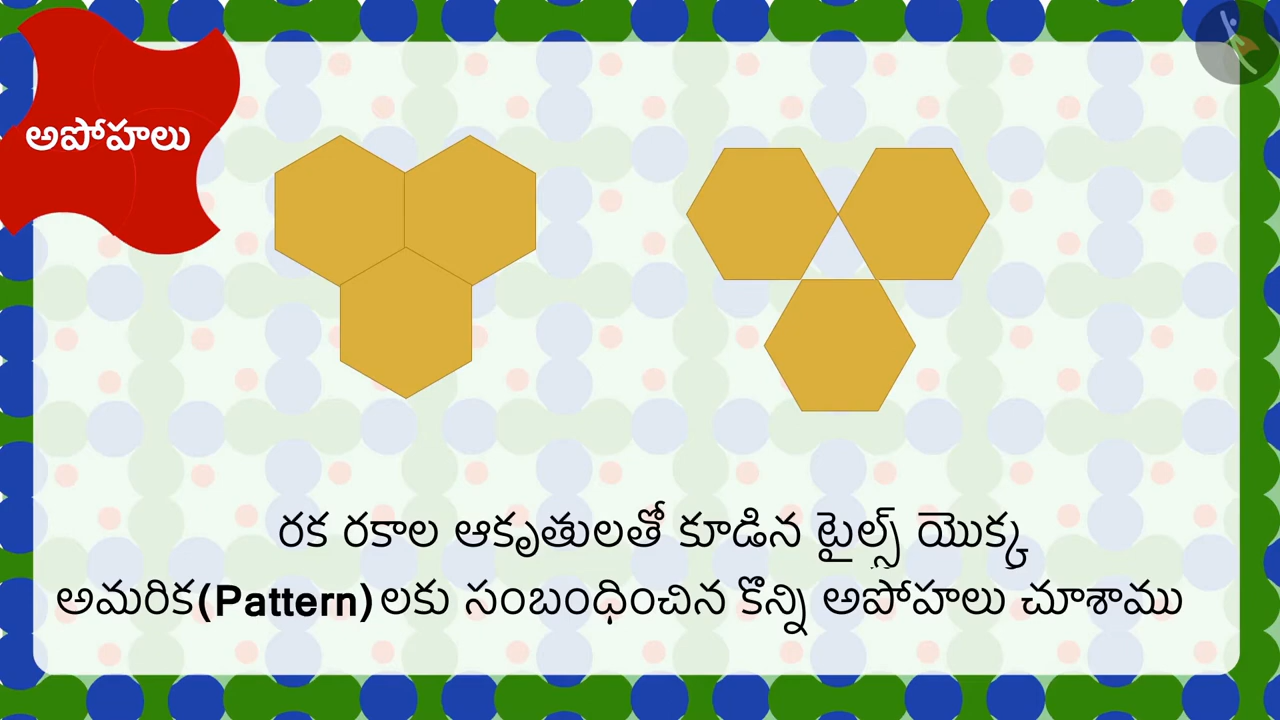 అపోహలు
రక రకాల ఆకృతులతో కూడిన టైల్స్ యొక్క
అమరిక(Pattern)లకు సంబంధించిన కొన్ని అపోహలు చూశాము